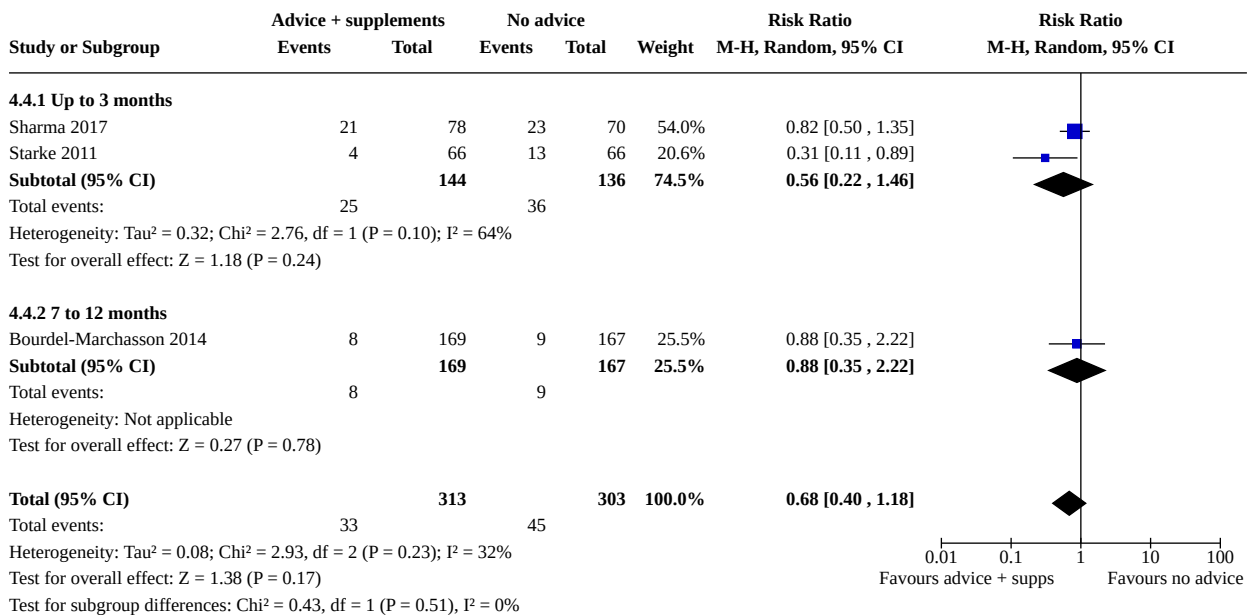 Advice + supplements No advice Risk Ratio Risk Ratio
Study or Subgroup Events Total Events Total Weight M-H, Random, 95% CI M-H, Random, 95% CI
4.4.1 Up to 3 months
Sharma 2017 21 78 23 70 54.0% 0.82 [0.50 , 1.35]
Starke 2011 4 66 13 66 20.6% 0.31 [0.11 , 0.89]
Subtotal (95% CI) 144 136 74.5% 0.56 [0.22 , 1.46]
Total events: 25 36
Heterogeneity: Tau² = 0.32; Chi² = 2.76, df = 1 (P = 0.10); I² = 64%
Test for overall effect: Z = 1.18 (P = 0.24)
4.4.2 7 to 12 months
Bourdel-Marchasson 2014 8 169 9 167 25.5% 0.88 [0.35 , 2.22]
Subtotal (95% CI) 169 167 25.5% 0.88 [0.35 , 2.22]
Total events: 8 9
Heterogeneity: Not applicable
Test for overall effect: Z = 0.27 (P = 0.78)
Total (95% CI) 313 303 100.0% 0.68 [0.40 , 1.18]
Total events: 33 45
Heterogeneity: Tau² = 0.08; Chi² = 2.93, df = 2 (P = 0.23); I² = 32%
0.01 0.1 1 10 100
Test for overall effect: Z = 1.38 (P = 0.17) Favours advice + supps Favours no advice
Test for subgroup differences: Chi² = 0.43, df = 1 (P = 0.51), I² = 0%